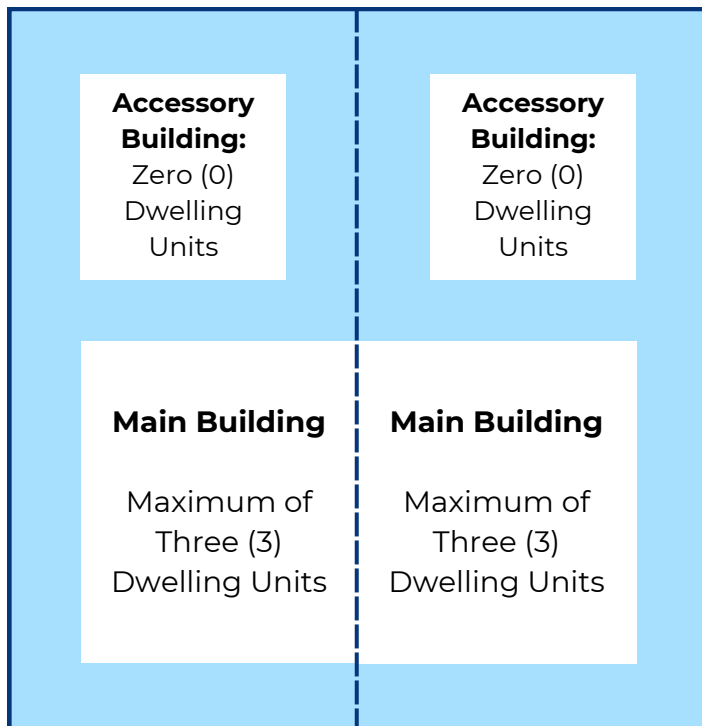 Accessory
Building:
Zero (0)
Dwelling
Units
Accessory
Building:
Zero (0)
Dwelling
Units
Main Building
Maximum of
Three (3)
Dwelling Units
Main Building
Maximum of
Three (3)
Dwelling Units